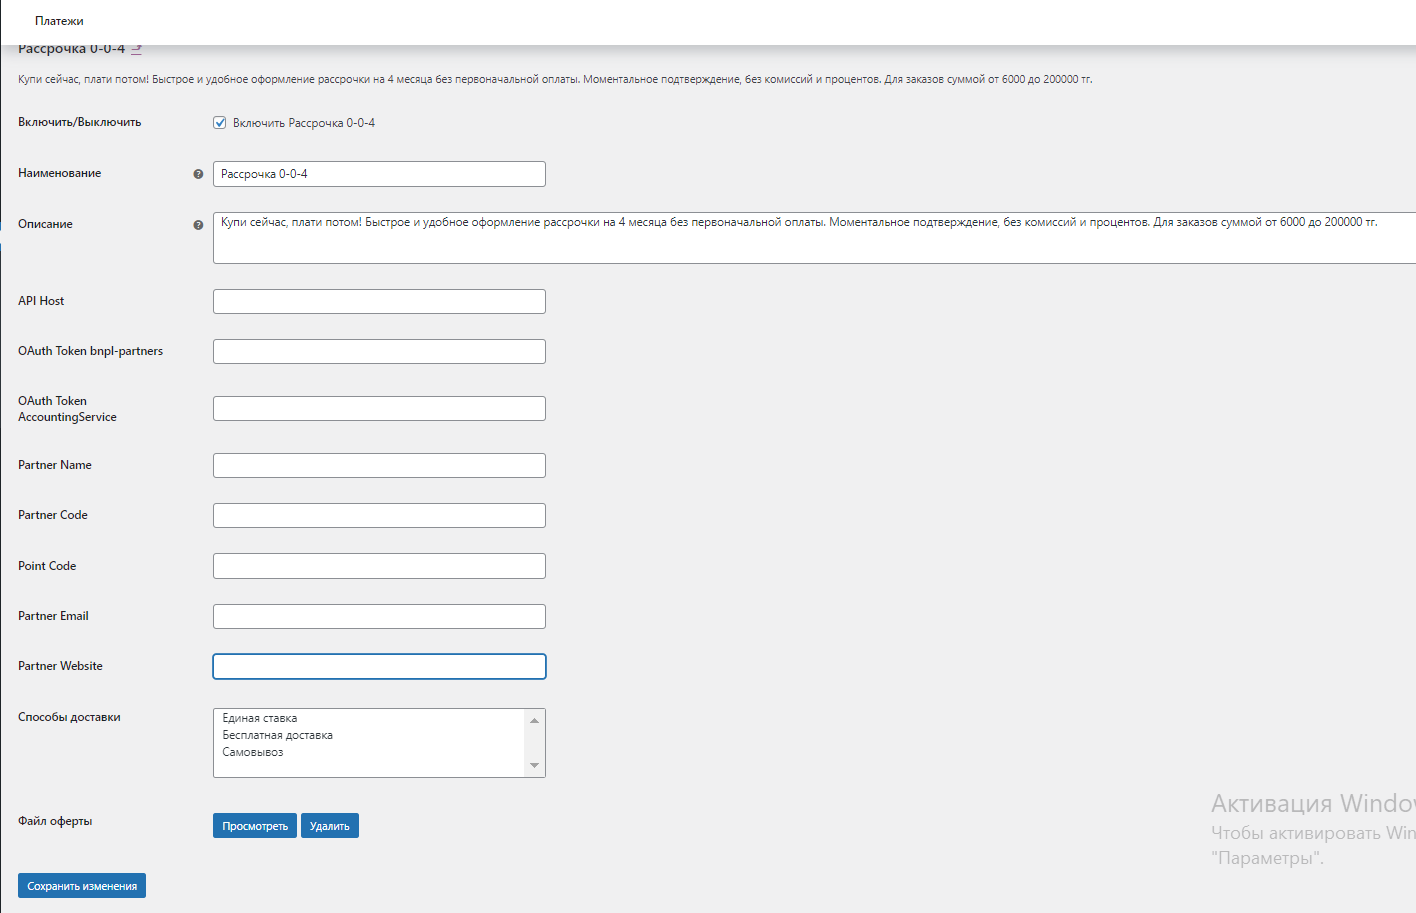 Платежи
Рассрочка 0-0-4
Купи сейчас, плати потом! Быстрое и удобное оформление рассрочки на 4 месяца без первоначальной оплаты. Моментальное подтверждение, без комиссий и процентов. Для заказов суммой от 6000 до 200000 тг.
Включить/Выключить
Включить Рассрочка 0-0-4
Наименование
Рассрочка 0-0-4
Описание
Купи сейчас, плати потом! Быстрое и удобное оформление рассрочки на 4 месяца без первоначальной оплаты. Моментальное подтверждение, без комиссий и процентов. Для заказов суммой от 6000 до 200000 тг.
API Host
OAuth Token bnpl-partners
OAuth Token
AccountingService
Partner Name
Partner Code
Point Code
Partner Email
Partner Website
Способы доставки
Единая ставка
Бесплатная доставка
Самовывоз
Файл оферты
Просмотреть
Удалить
Сохранить изменения
Активация Windo
Чтобы активировать Win
"Параметры".